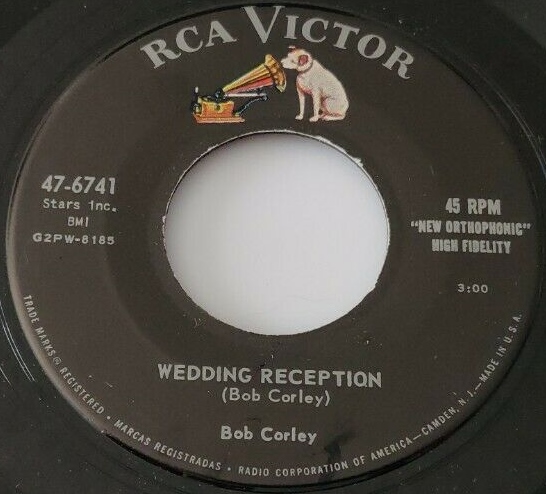 RCA VICTOR
47-6741
Stars Inc.
BMI
G2PW-8185
45 RPM
"NEW ORTHOPHONIC"
HIGH FIDELITY
3:00
WEDDING RECEPTION
(Bob Corley)
Bob Corley
TRADE MARKS ® REGISTERED • MARCAS REGISTRADAS • RADIO CORPORATION OF AMERICA—CAMDEN, N. J.—MADE IN U.S.A.